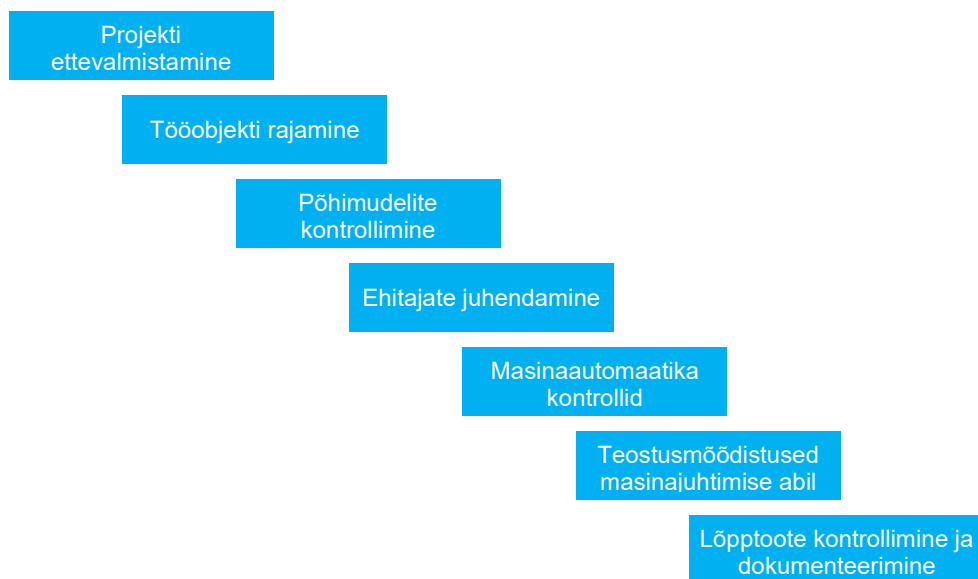 Projekti
ettevalmistamine
Tööobjekti rajamine
Põhimudelite
kontrollimine
Ehitajate juhendamine
Masinaautomaatika
kontrollid
Teostusmõõdistused
masinajuhtimise abil
Lõpptoote kontrollimine ja
dokumenteerimine